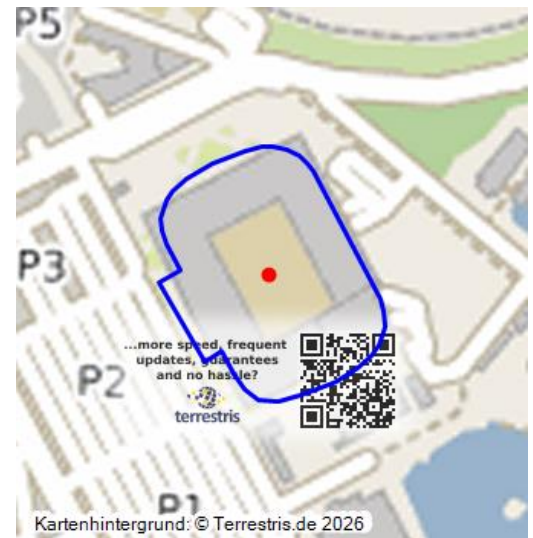 P5
P3
...more speed, frequent
updates, guarantees
and no hassle?
P2
terrestris
P1
Kartenhintergrund: © Terrestris.de 2026